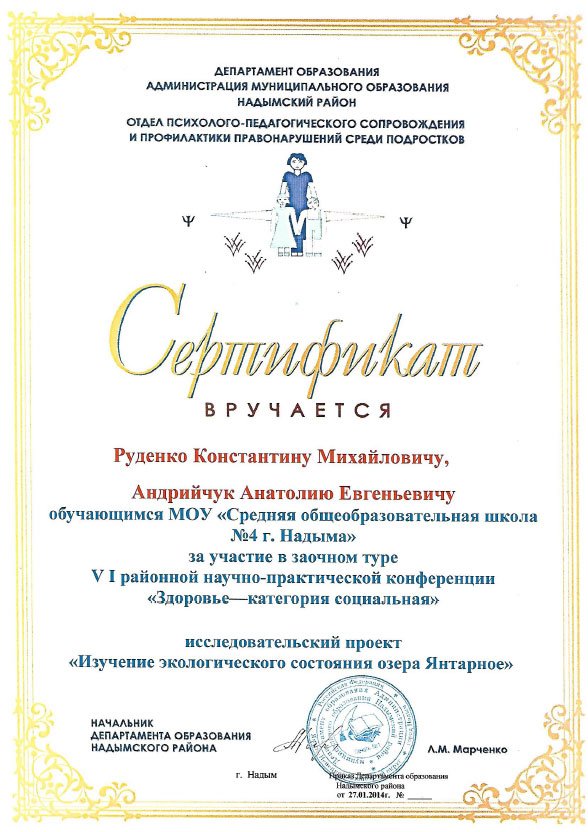 ДЕПАРТАМЕНТ ОБРАЗОВАНИЯ
АДМИНИСТРАЦИЯ МУНИЦИПАЛЬНОГО ОБРАЗОВАНИЯ
НАДЫМСКИЙ РАЙОН
ОТДЕЛ ПСИХОЛОГО-ПЕДАГОГИЧЕСКОГО СОПРОВОЖДЕНИЯ
И ПРОФИЛАКТИКИ ПРАВОНАРУШЕНИЙ СРЕДИ ПОДРОСТКОВ
Ψ Ψ
Сертификат
ВРУЧАЕТСЯ
Руденко Константину Михайловичу,
Андрийчук Анатолию Евгеньевичу
обучающимся МОУ «Средняя общеобразовательная школа
№4 г. Надыма»
за участие в заочном туре
V I районной научно-практической конференции
«Здоровье—категория социальная»
исследовательский проект
«Изучение экологического состояния озера Янтарное»
НАЧАЛЬНИК
ДЕПАРТАМЕНТА ОБРАЗОВАНИЯ
НАДЫМСКОГО РАЙОНА
Л.М. Марченко
г. Надым
Приказ Департамента образования
Надымского района
от 27.01.2014г. № _____